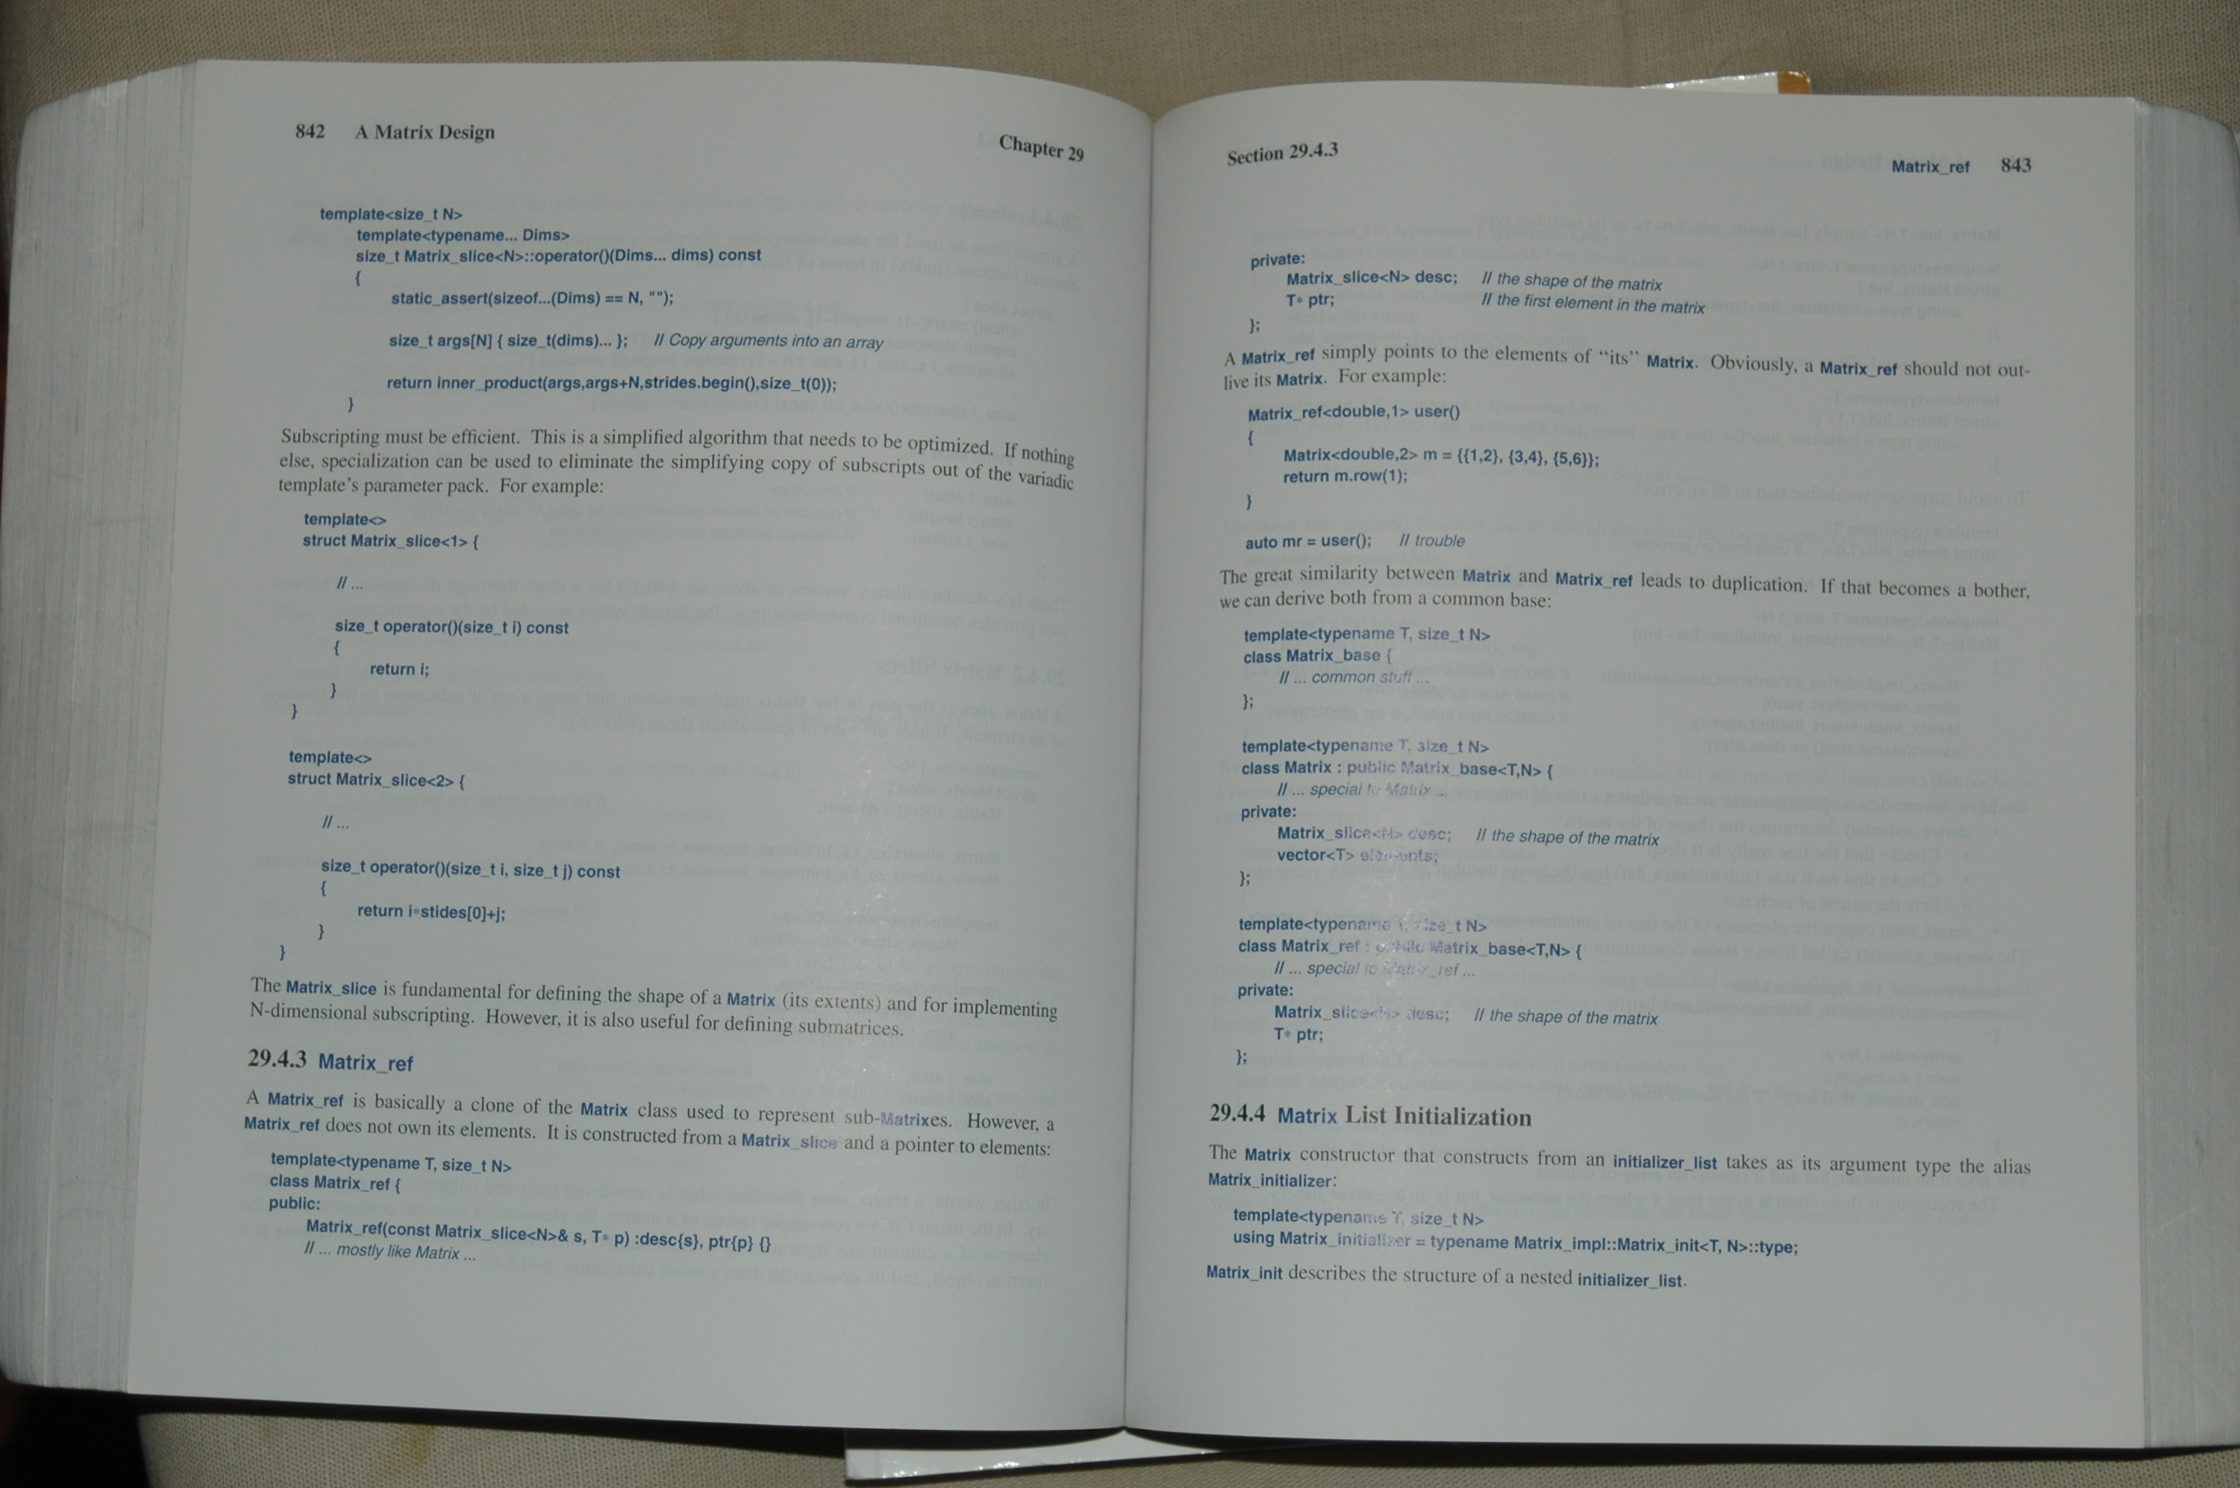 842 A Matrix Design Chapter 29
template<size_t N>
template<typename... Dims>
size_t Matrix_slice<N>::operator()(Dims... dims) const
{
static_assert(sizeof...(Dims) == N, "");
size_t args[N] { size_t(dims)... }; // Copy arguments into an array
return inner_product(args,args+N,strides.begin(),size_t(0));
}
Subscripting must be efficient. This is a simplified algorithm that needs to be optimized. If nothing
else, specialization can be used to eliminate the simplifying copy of subscripts out of the variadic
template's parameter pack. For example:
template<>
struct Matrix_slice<1> {
// ...
size_t operator()(size_t i) const
{
return i;
}
}
template<>
struct Matrix_slice<2> {
// ...
size_t operator()(size_t i, size_t j) const
{
return i*stides[0]+j;
}
}
The Matrix_slice is fundamental for defining the shape of a Matrix (its extents) and for implementing
N-dimensional subscripting. However, it is also useful for defining submatrices.
29.4.3 Matrix_ref
A Matrix_ref is basically a clone of the Matrix class used to represent sub-Matrixes. However, a
Matrix_ref does not own its elements. It is constructed from a Matrix_slice and a pointer to elements:
template<typename T, size_t N>
class Matrix_ref {
public:
Matrix_ref(const Matrix_slice<N>& s, T* p) :desc{s}, ptr{p} {}
// ... mostly like Matrix ...
Section 29.4.3 Matrix_ref 843
private:
Matrix_slice<N> desc; // the shape of the matrix
T* ptr; // the first element in the matrix
};
A Matrix_ref simply points to the elements of "its" Matrix. Obviously, a Matrix_ref should not out-
live its Matrix. For example:
Matrix_ref<double,1> user()
{
Matrix<double,2> m = {{1,2}, {3,4}, {5,6}};
return m.row(1);
}
auto mr = user(); // trouble
The great similarity between Matrix and Matrix_ref leads to duplication. If that becomes a bother,
we can derive both from a common base:
template<typename T, size_t N>
class Matrix_base {
// ... common stuff ...
};
template<typename T, size_t N>
class Matrix : public Matrix_base<T,N> {
// ... special to Matrix ...
private:
Matrix_slice<N> desc; // the shape of the matrix
vector<T> elements;
};
template<typename T, size_t N>
class Matrix_ref : public Matrix_base<T,N> {
// ... special to Matrix_ref ...
private:
Matrix_slice<N> desc; // the shape of the matrix
T* ptr;
};
29.4.4 Matrix List Initialization
The Matrix constructor that constructs from an initializer_list takes as its argument type the alias
Matrix_initializer:
template<typename T, size_t N>
using Matrix_initializer = typename Matrix_impl::Matrix_init<T, N>::type;
Matrix_init describes the structure of a nested initializer_list.